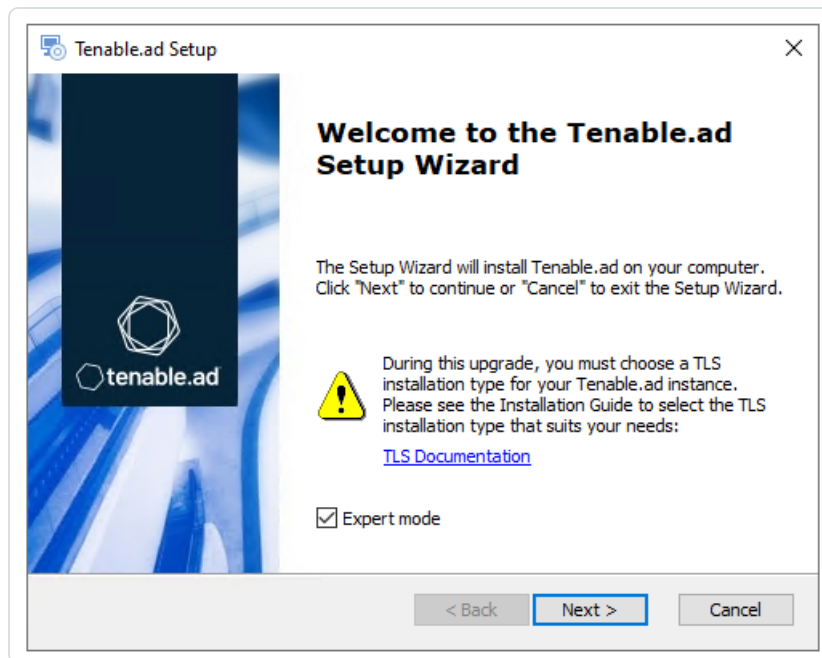 Tenable.ad Setup
Welcome to the Tenable.ad
Setup Wizard
The Setup Wizard will install Tenable.ad on your computer.
Click "Next" to continue or "Cancel" to exit the Setup Wizard.
tenable.ad
During this upgrade, you must choose a TLS
installation type for your Tenable.ad instance.
Please see the Installation Guide to select the TLS
installation type that suits your needs:
TLS Documentation
Expert mode
< Back
Next >
Cancel